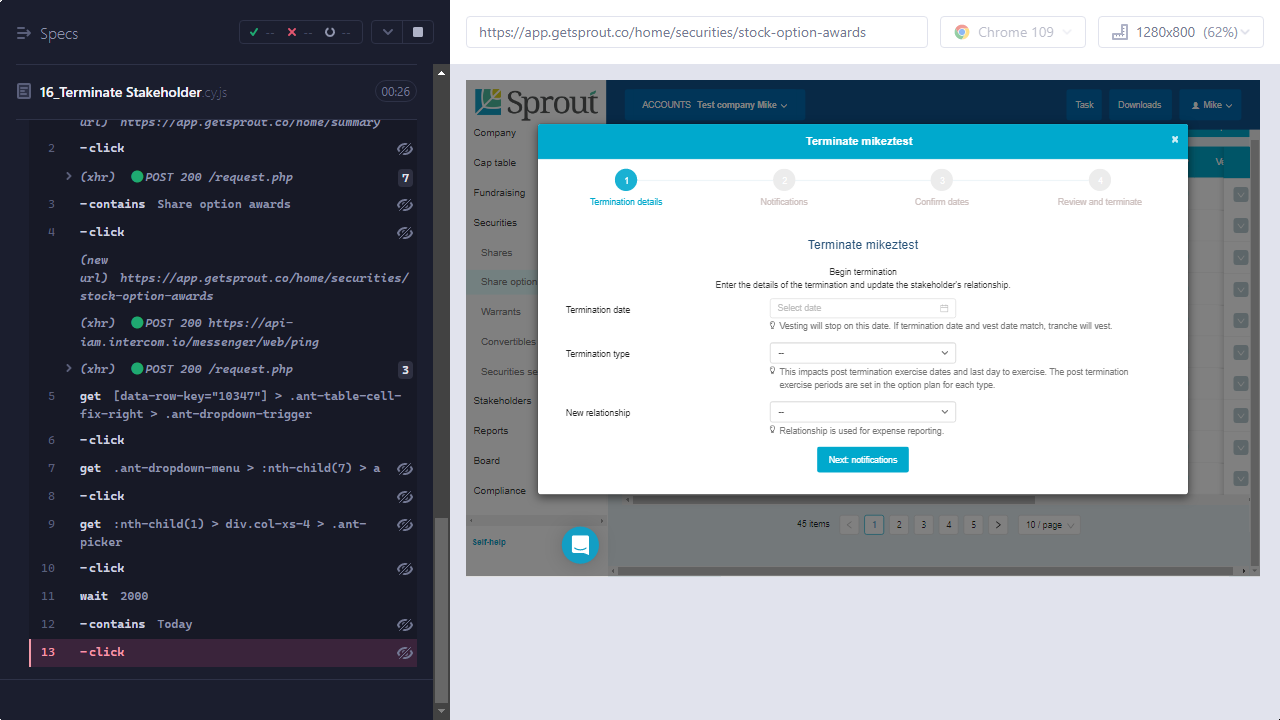 Specs
--
--
--
16_Terminate Stakeholder.cy.js
00:26
url) https://app.getsprout.co/home/summary
2 -click
(xhr) POST 200 /request.php 7
3 -contains Share option awards
4 -click
(new
url) https://app.getsprout.co/home/securities/
stock-option-awards
(xhr) POST 200 https://api-
iam.intercom.io/messenger/web/ping
(xhr) POST 200 /request.php 3
5 get [data-row-key="10347"] > .ant-table-cell-
fix-right > .ant-dropdown-trigger
6 -click
7 get .ant-dropdown-menu > :nth-child(7) > a
8 -click
9 get :nth-child(1) > div.col-xs-4 > .ant-
picker
10 -click
11 wait 2000
12 -contains Today
13 -click
https://app.getsprout.co/home/securities/stock-option-awards
Chrome 109
1280x800 (62%)
Sprout
ACCOUNTS Test company Mike
Task
Downloads
Mike
Company
Cap table
Fundraising
Securities
Shares
Share option
Warrants
Convertibles
Securities se
Stakeholders
Reports
Board
Compliance
Self-help
Terminate mikeztest
x
1
2
3
4
Termination details
Notifications
Confirm dates
Review and terminate
Terminate mikeztest
Begin termination
Enter the details of the termination and update the stakeholder's relationship.
Termination date
Select date
Vesting will stop on this date. If termination date and vest date match, tranche will vest.
Termination type
--
This impacts post termination exercise dates and last day to exercise. The post termination
exercise periods are set in the option plan for each type.
New relationship
--
Relationship is used for expense reporting.
Next: notifications
45 items < 1 2 3 4 5 > 10 / page